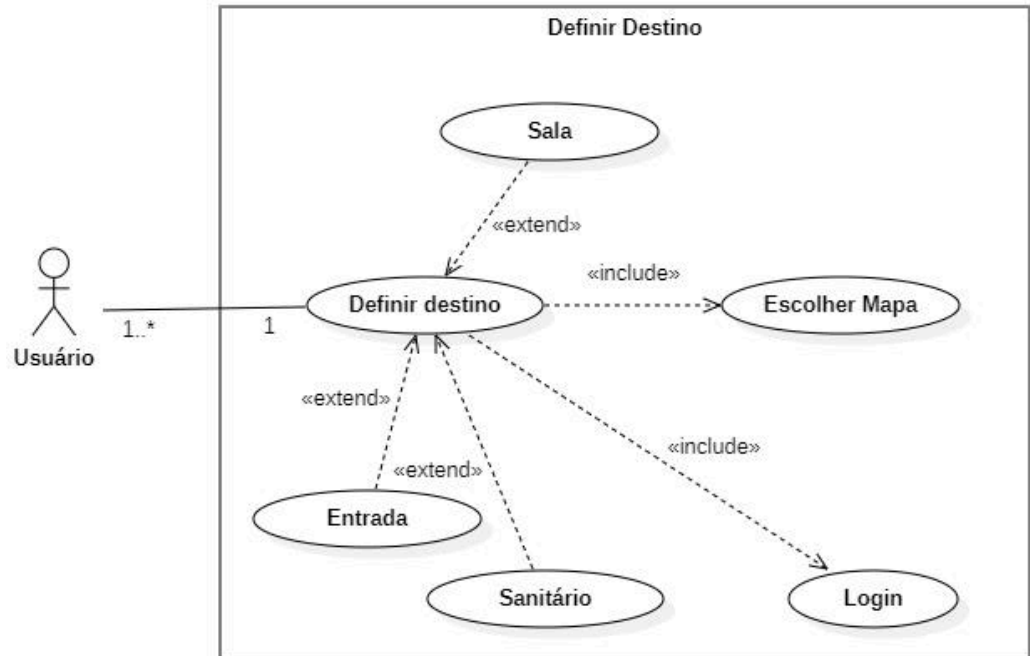 Definir Destino
Sala
«extend»
«include»
Definir destino
Escolher Mapa
1..*
1
Usuário
«extend»
«include»
«extend»
Entrada
Sanitário
Login